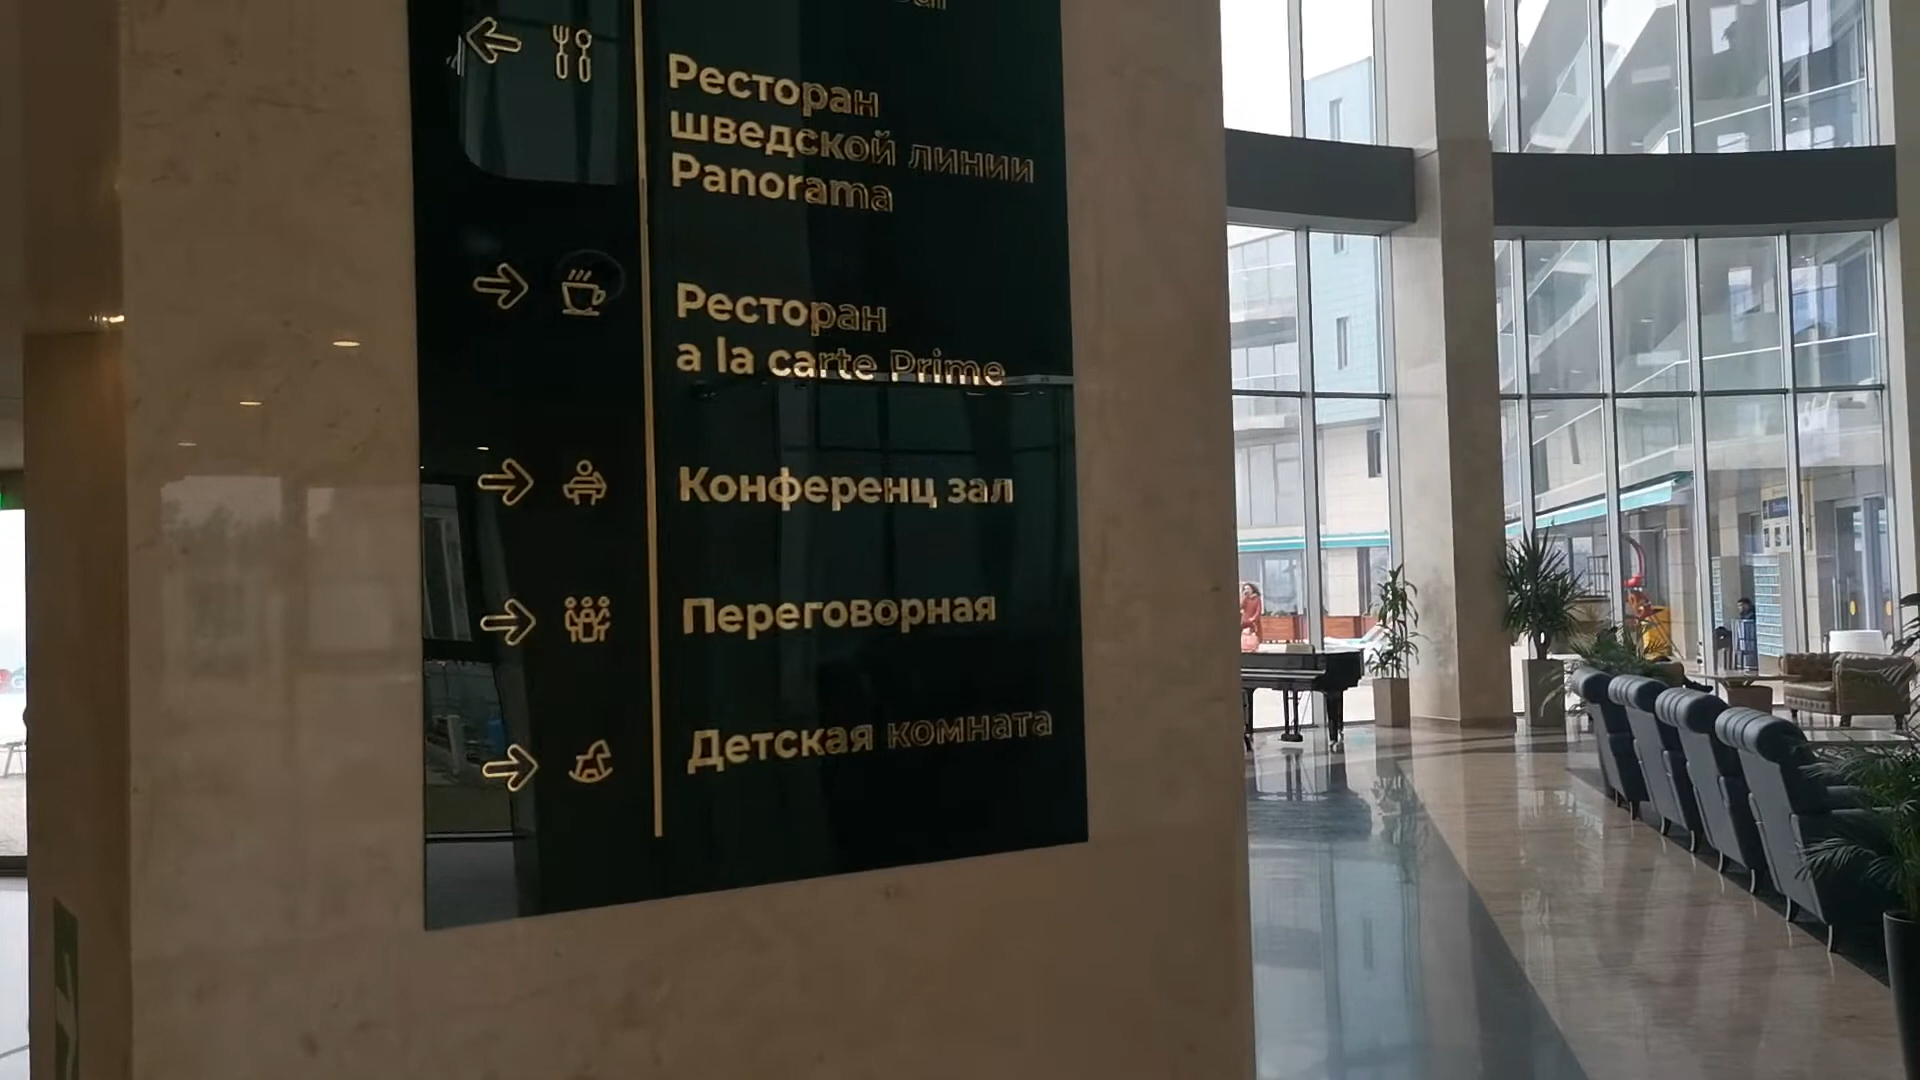 Ресторан
шведской линии
Panorama
Ресторан
a la carte Prime
Конференц зал
Переговорная
Детская комната